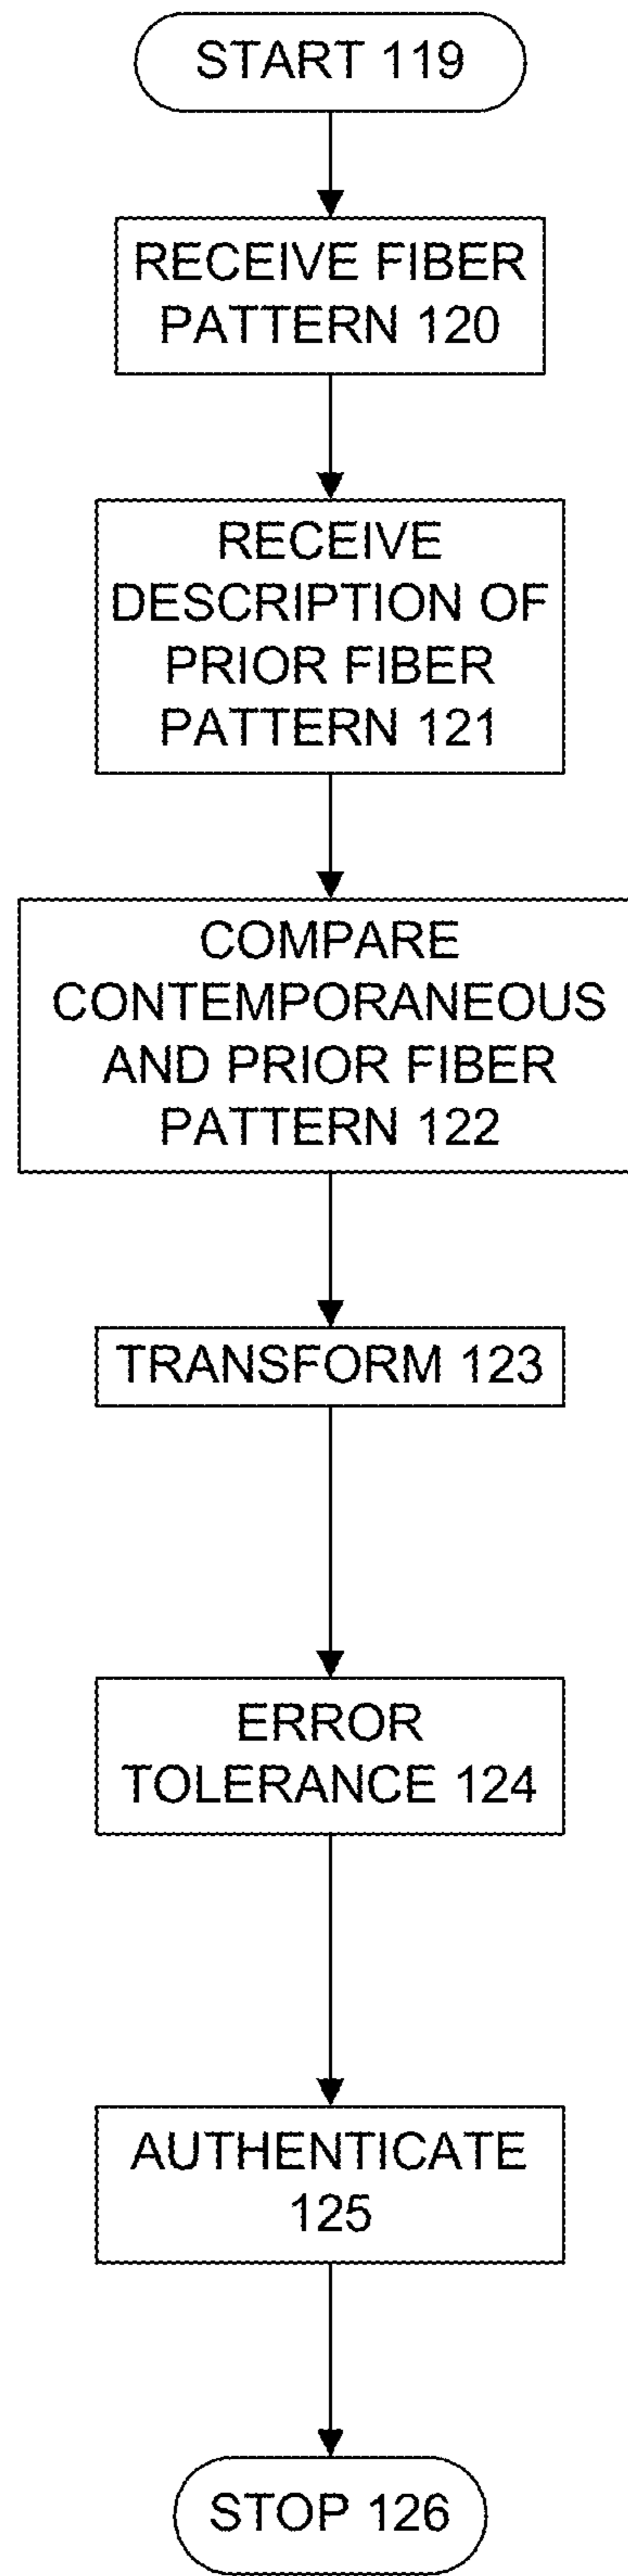 START 119
RECEIVE FIBER
PATTERN 120
RECEIVE
DESCRIPTION OF
PRIOR FIBER
PATTERN 121
COMPARE
CONTEMPORANEOUS
AND PRIOR FIBER
PATTERN 122
TRANSFORM 123
ERROR
TOLERANCE 124
AUTHENTICATE
125
STOP 126